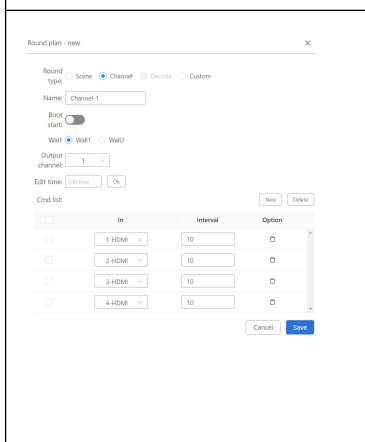 Round plan - new X
Round type: Scene Channel Decode Custom
Name: Channel-1
Boot start:
Wall: Wall1 Wall2
Output channel: 1
Edit time: Edit time Ok
Cmd list: New Delete
In Interval Option
1-HDMI 10
2-HDMI 10
3-HDMI 10
4-HDMI 10
Cancel Save